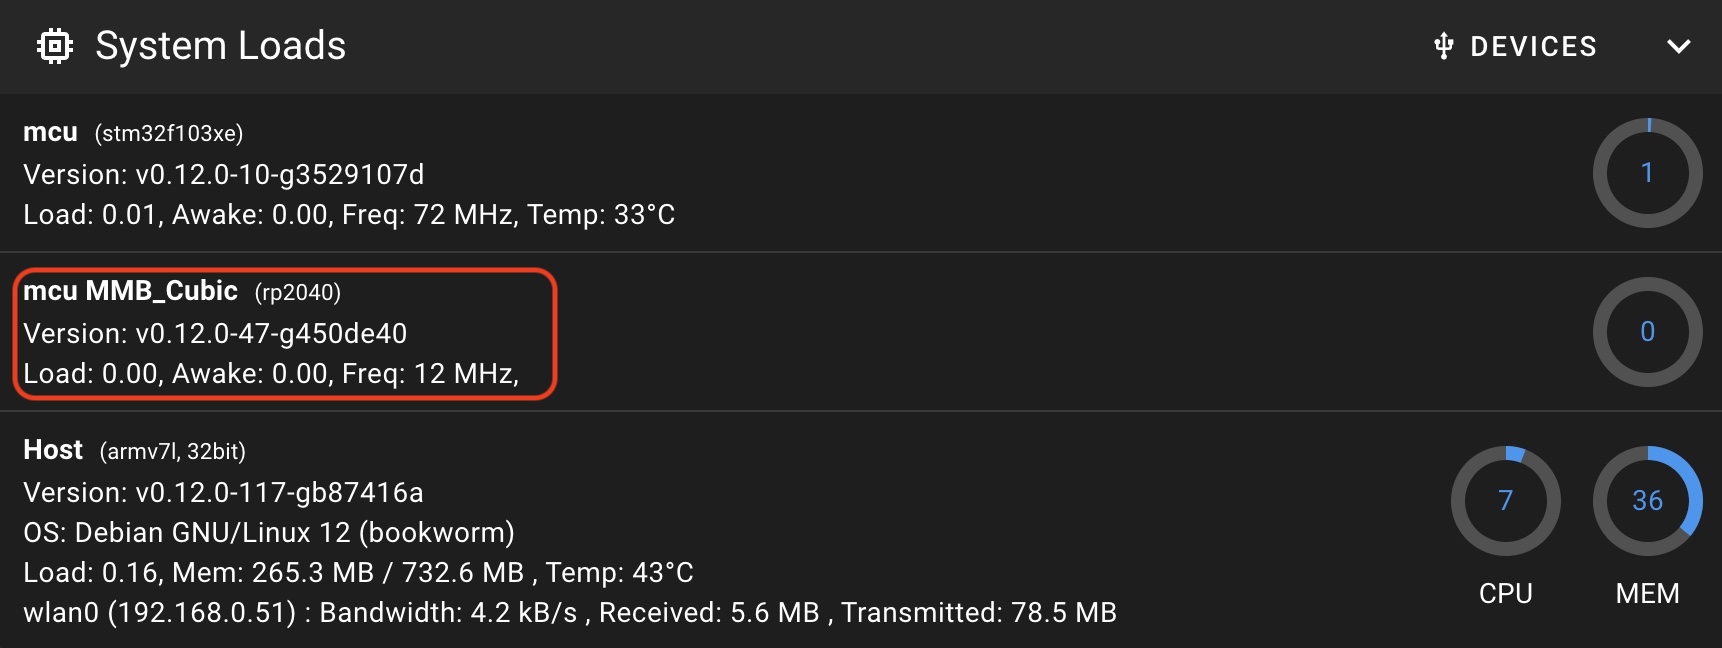 System Loads
DEVICES
mcu (stm32f103xe)
Version: v0.12.0-10-g3529107d
Load: 0.01, Awake: 0.00, Freq: 72 MHz, Temp: 33°C
1
mcu MMB_Cubic (rp2040)
Version: v0.12.0-47-g450de40
Load: 0.00, Awake: 0.00, Freq: 12 MHz,
0
Host (armv7l, 32bit)
Version: v0.12.0-117-gb87416a
OS: Debian GNU/Linux 12 (bookworm)
Load: 0.16, Mem: 265.3 MB / 732.6 MB , Temp: 43°C
wlan0 (192.168.0.51) : Bandwidth: 4.2 kB/s , Received: 5.6 MB , Transmitted: 78.5 MB
7
CPU
36
MEM